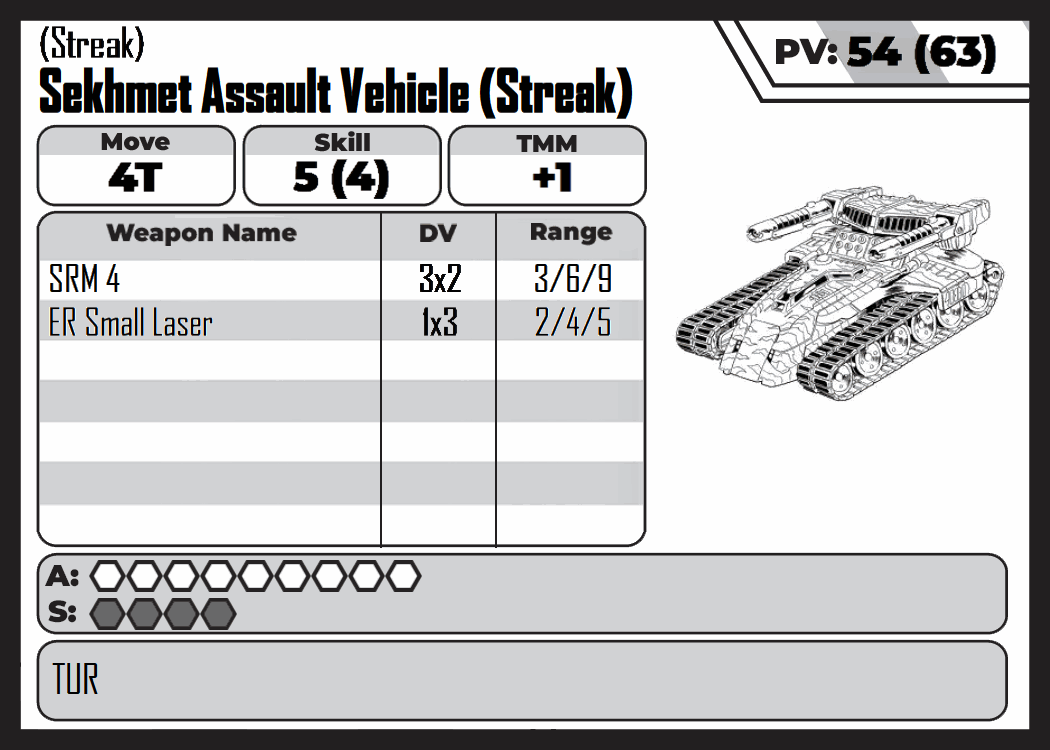 (Streak)
Sekhmet Assault Vehicle (Streak)
PV: 54 (63)
Move Skill TMM
4T 5 (4) +1
Weapon Name DV Range
SRM 4 3x2 3/6/9
ER Small Laser 1x3 2/4/5
A:
S:
TUR